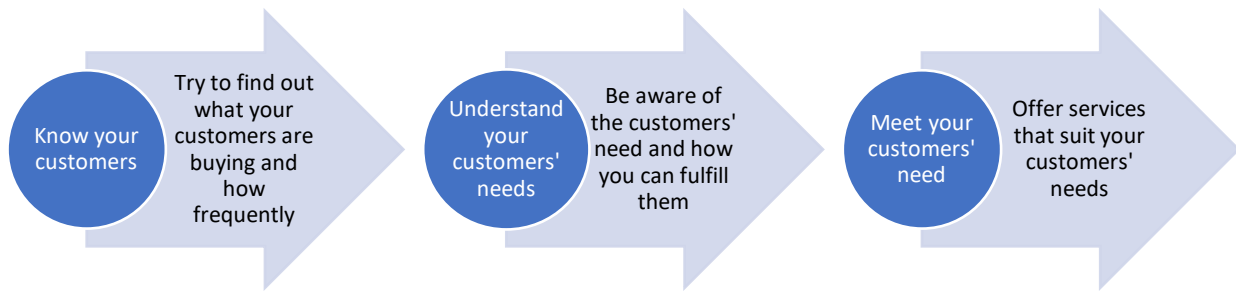 Know your
customers
Try to find out
what your
customers are
buying and
how
frequently
Understand
your
customers'
needs
Be aware of
the customers'
need and how
you can fulfill
them
Meet your
customers'
need
Offer services
that suit your
customers'
needs